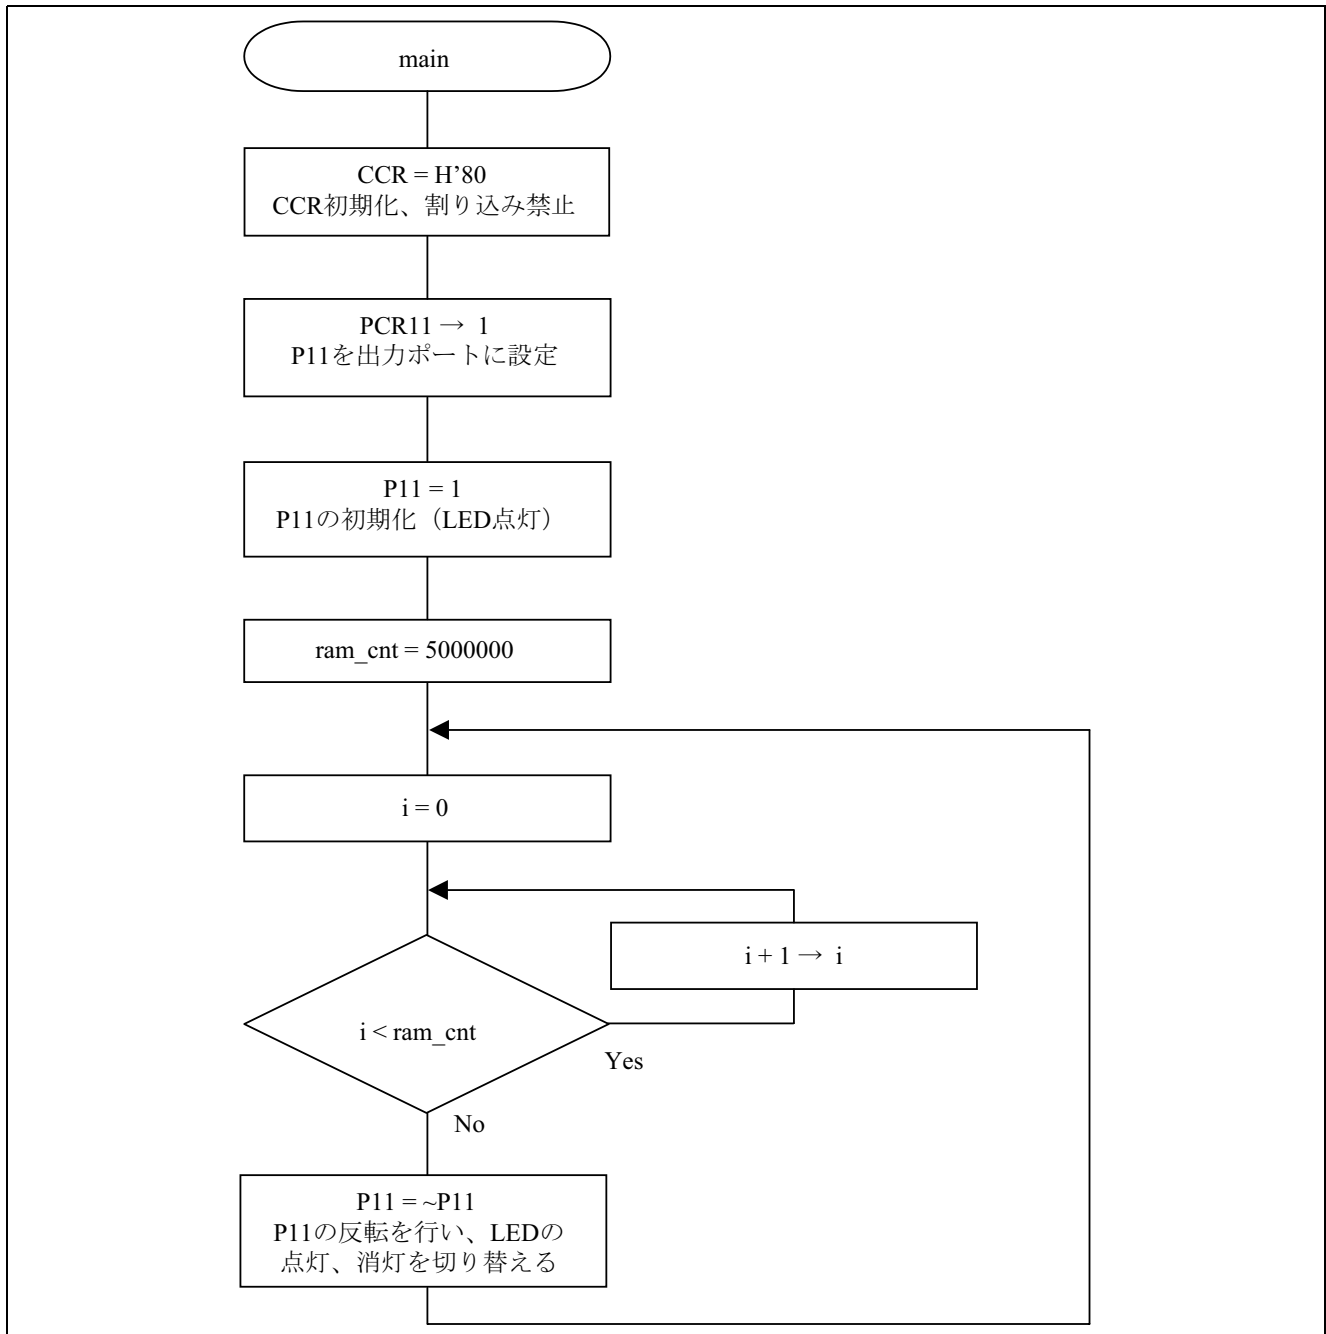 main
CCR = H’80
CCR初期化、割り込み禁止
PCR11 → 1
P11を出力ポートに設定
P11 = 1
P11の初期化（LED点灯）
ram_cnt = 5000000
i = 0
i + 1 → i
i < ram_cnt
Yes
No
P11 = ~P11
P11の反転を行い、LEDの
点灯、消灯を切り替える